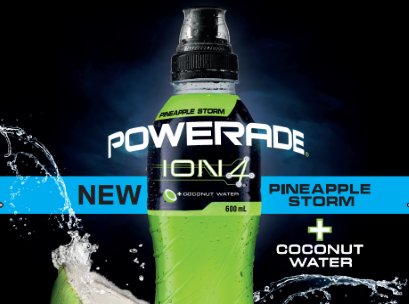 PINEAPPLE STORM
POWERADE
ION4
+ COCONUT WATER
600 mL
NEW
PINEAPPLE
STORM
+
COCONUT
WATER